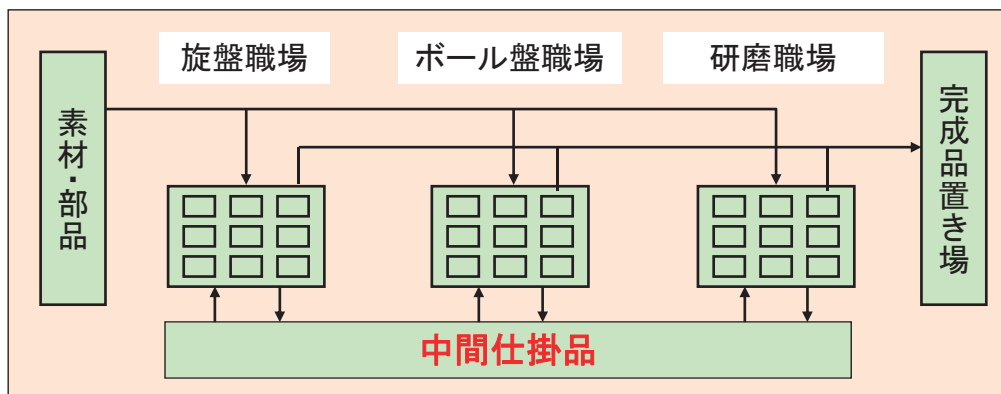 旋盤職場
ボール盤職場
研磨職場
素材・部品
完成品置き場
中間仕掛品